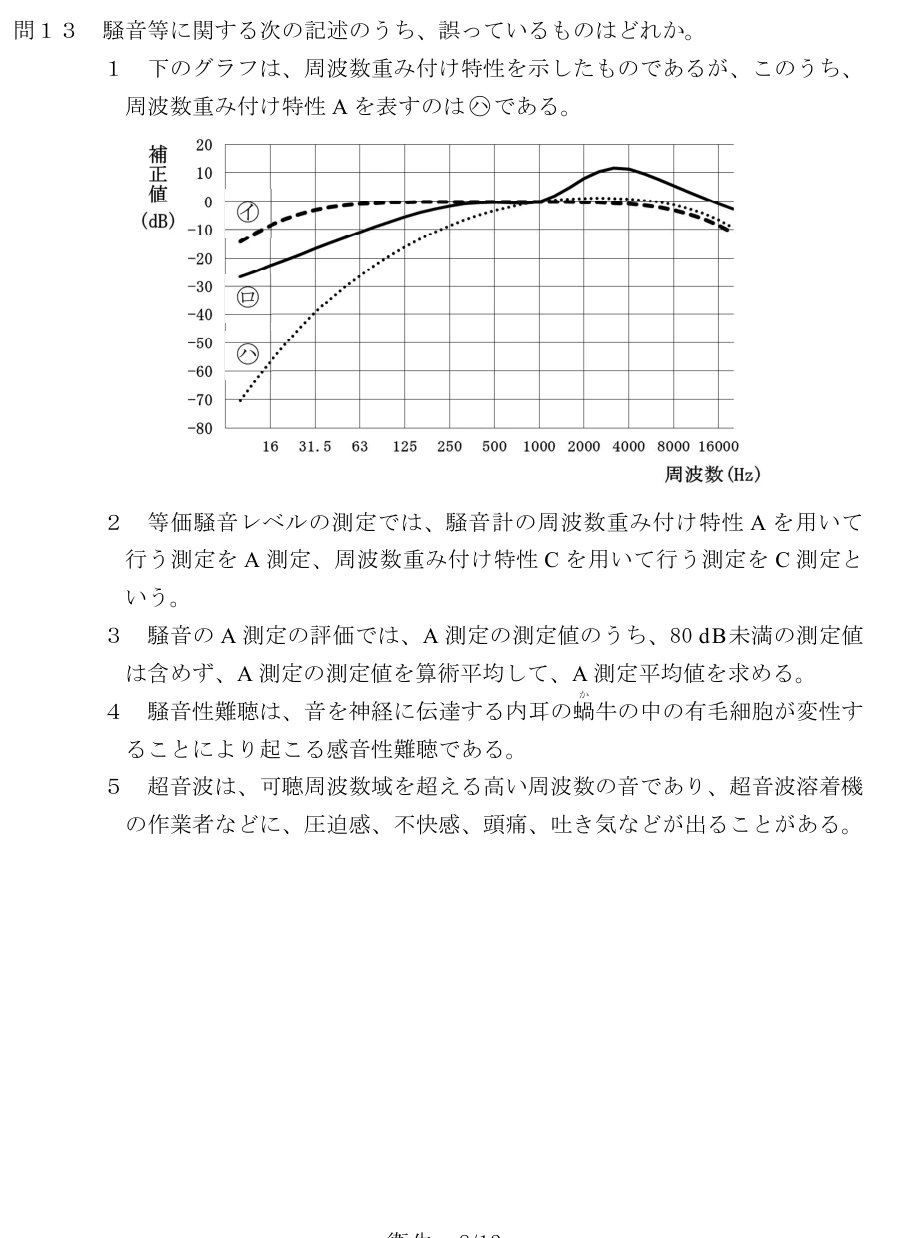 問１３　騒音等に関する次の記述のうち、誤っているものはどれか。
１　下のグラフは、周波数重み付け特性を示したものであるが、このうち、
周波数重み付け特性 A を表すのは㋩である。
補正値(dB)
20
10
0
-10
-20
-30
-40
-50
-60
-70
-80
㋑
㋺
㋩
16 31.5 63 125 250 500 1000 2000 4000 8000 16000
周波数(Hz)
２　等価騒音レベルの測定では、騒音計の周波数重み付け特性 A を用いて
行う測定を A 測定、周波数重み付け特性 C を用いて行う測定を C 測定と
いう。
３　騒音の A 測定の評価では、A 測定の測定値のうち、80 dB未満の測定値
は含めず、A 測定の測定値を算術平均して、A 測定平均値を求める。
か
４　騒音性難聴は、音を神経に伝達する内耳の蝸牛の中の有毛細胞が変性す
ることにより起こる感音性難聴である。
５　超音波は、可聴周波数域を超える高い周波数の音であり、超音波溶着機
の作業者などに、圧迫感、不快感、頭痛、吐き気などが出ることがある。